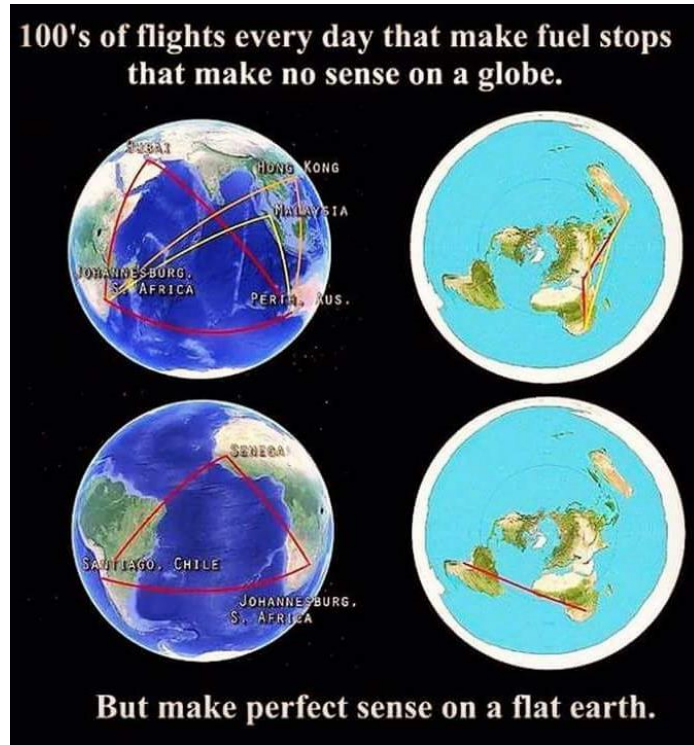 100's of flights every day that make fuel stops
that make no sense on a globe.
DUBAI
HONG KONG
MALAYSIA
JOHANNESBURG,
S. AFRICA
PERTH, AUS.
SENEGAL
SANTIAGO, CHILE
JOHANNESBURG,
S. AFRICA
But make perfect sense on a flat earth.